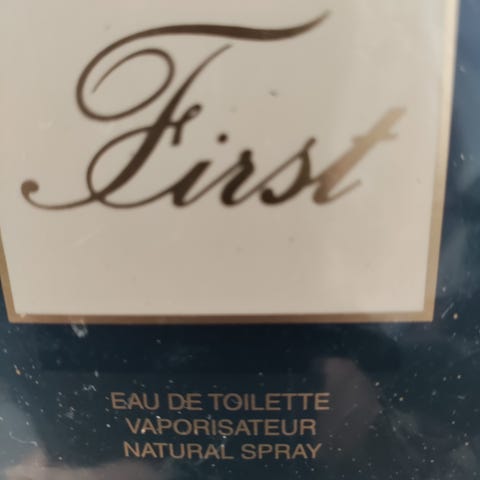 First
EAU DE TOILETTE
VAPORISATEUR
NATURAL SPRAY